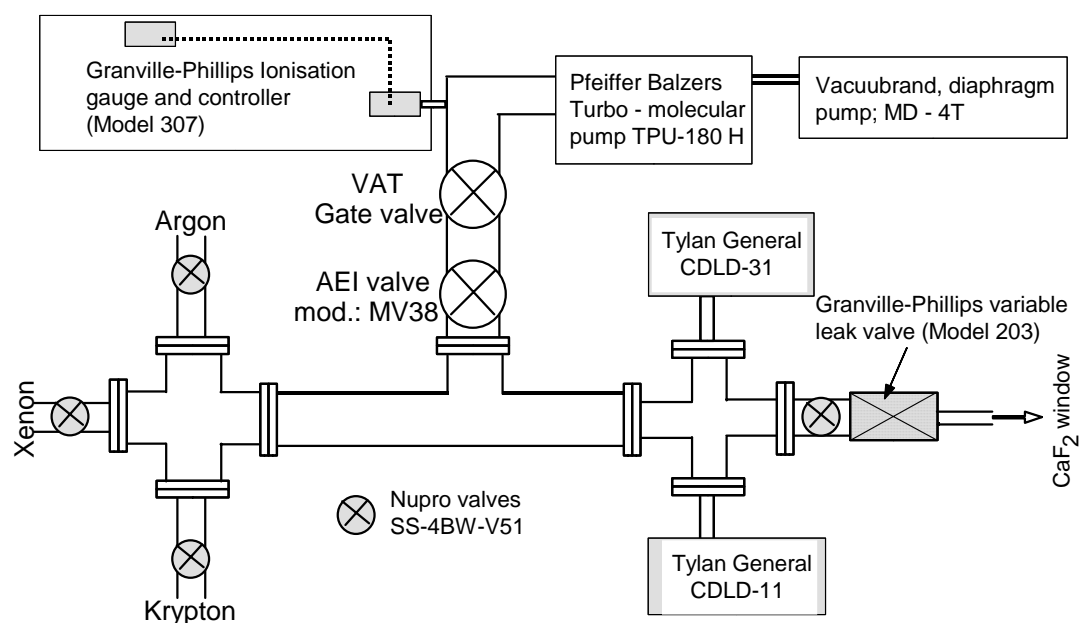 Granville-Phillips Ionisation
gauge and controller
(Model 307)
Pfeiffer Balzers
Turbo - molecular
pump TPU-180 H
Vacuubrand, diaphragm
pump; MD - 4T
VAT
Gate valve
Argon
AEI valve
mod.: MV38
Tylan General
CDLD-31
Granville-Phillips variable
leak valve (Model 203)
Xenon
CaF2 window
Nupro valves
SS-4BW-V51
Tylan General
CDLD-11
Krypton